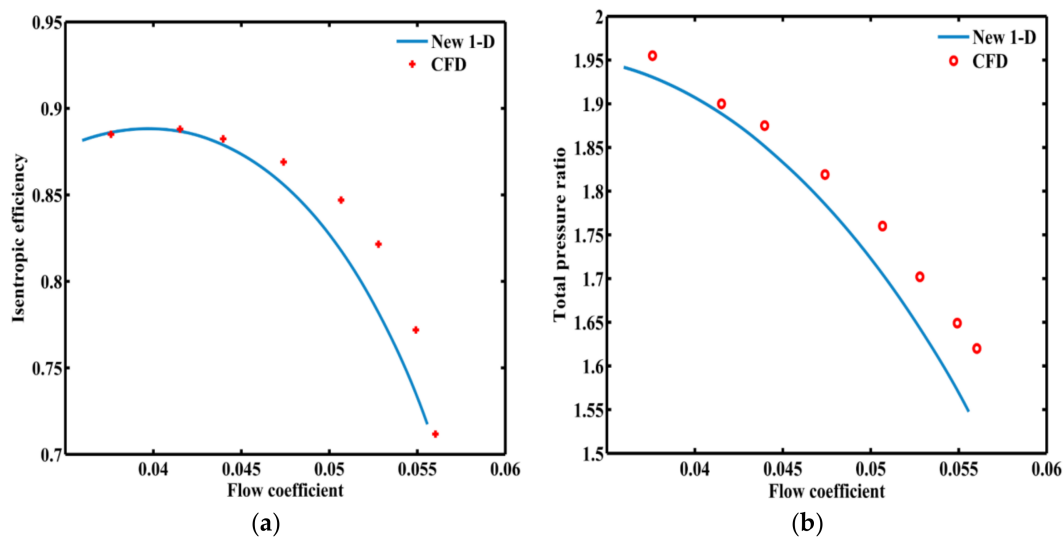 0.95
New 1-D
CFD
0.9
0.85
0.8
0.75
0.7
0.04
0.045
0.05
0.055
0.06
Isentropic efficiency
Flow coefficient
(a)
2
New 1-D
CFD
1.95
1.9
1.85
1.8
1.75
1.7
1.65
1.6
1.55
1.5
0.04
0.045
0.05
0.055
0.06
Total pressure ratio
Flow coefficient
(b)